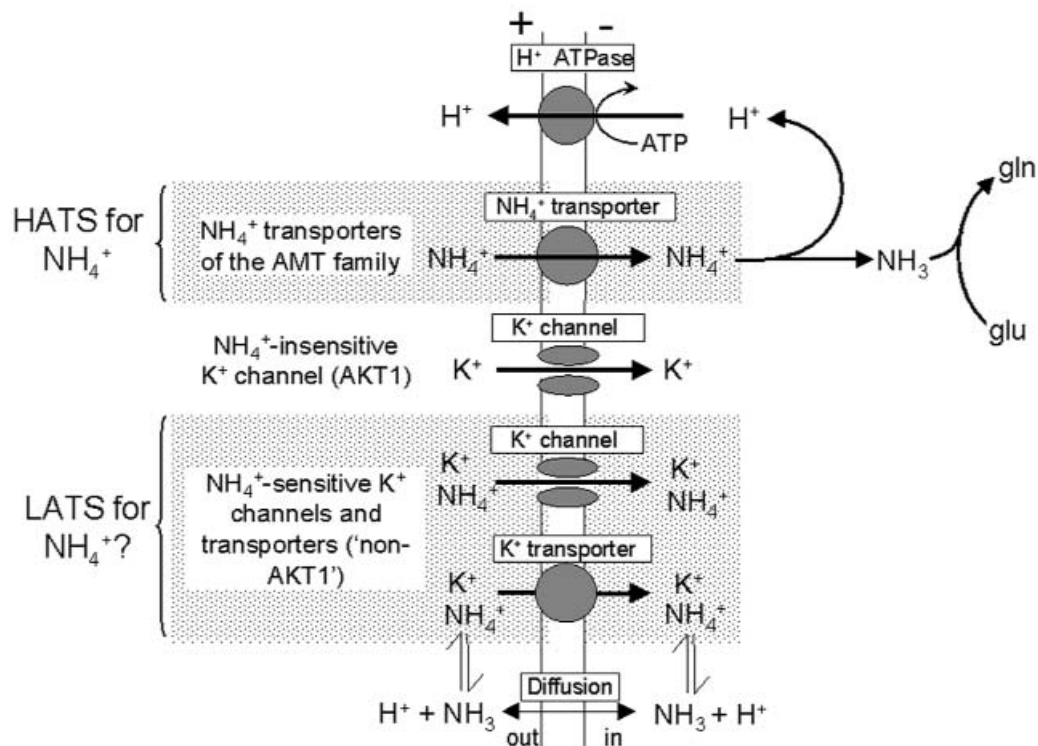 + -
H⁺ ATPase
H⁺
ATP
H⁺
gln
HATS for
NH₄⁺
NH₄⁺ transporters
of the AMT family
NH₄⁺ transporter
NH₄⁺
NH₄⁺
NH₃
glu
NH₄⁺-insensitive
K⁺ channel (AKT1)
K⁺ channel
K⁺
K⁺
LATS for
NH₄⁺?
NH₄⁺-sensitive K⁺
channels and
transporters ('non-
AKT1')
K⁺ channel
K⁺
NH₄⁺
K⁺
NH₄⁺
K⁺ transporter
K⁺
NH₄⁺
K⁺
NH₄⁺
Diffusion
H⁺ + NH₃
NH₃ + H⁺
out in